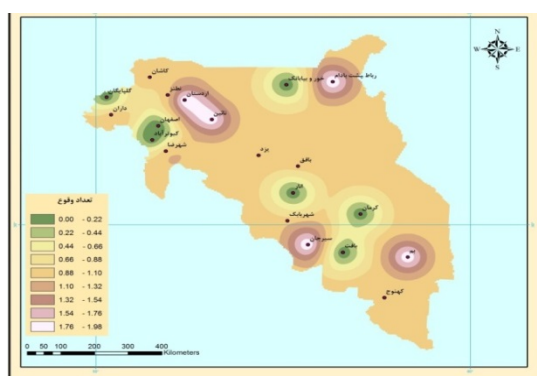 N
W E
S
کاشان
نطنز
اردستان
خور و بیابانک
رباط پشت بادام
گلپایگان
داران
اصفهان
کبوترآباد
نائین
شهرضا
یزد
بافق
انار
کرمان
شهربابک
سیرجان
بافت
بم
کهنوج
تعداد وقوع
0.00 - 0.22
0.22 - 0.44
0.44 - 0.66
0.66 - 0.88
0.88 - 1.10
1.10 - 1.32
1.32 - 1.54
1.54 - 1.76
1.76 - 1.98
0 50 100 200 300 400
Kilometers